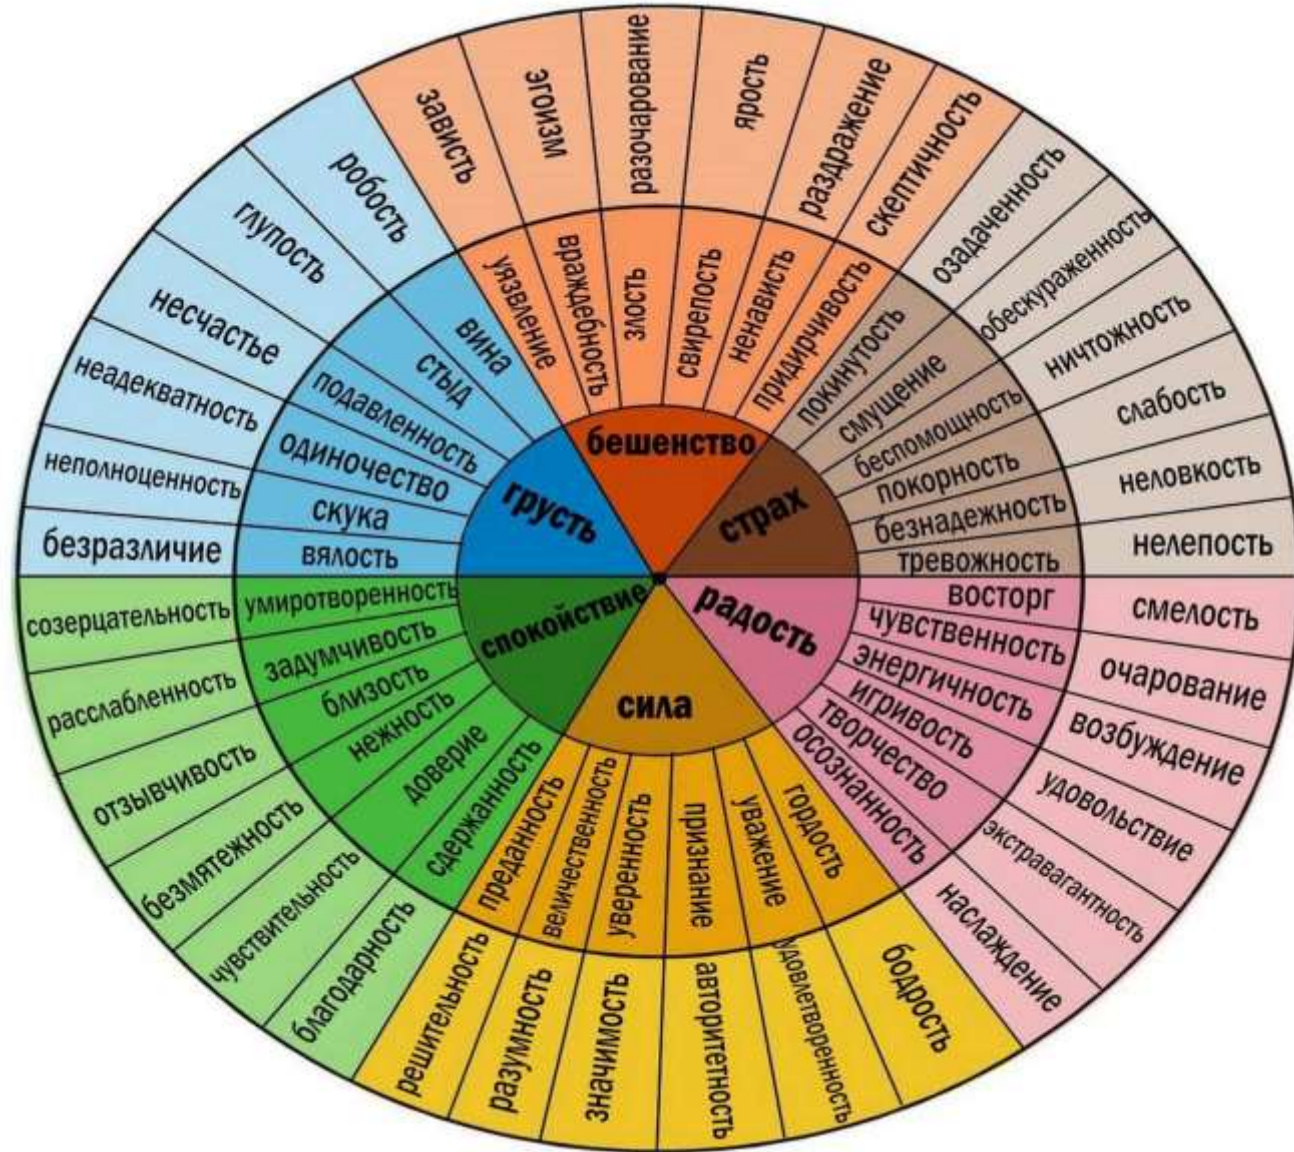 бешенство
страх
радость
сила
спокойствие
грусть
уязвление
враждебность
злость
свирепость
ненависть
придирчивость
покинутость
смущение
беспомощность
покорность
безнадежность
тревожность
восторг
чувственность
энергичность
игривость
творчество
осознанность
гордость
уважение
признание
уверенность
величественность
преданность
сдержанность
доверие
нежность
близость
задумчивость
умиротворенность
вялость
скука
одиночество
подавленность
стыд
вина
зависть
эгоизм
разочарование
ярость
раздражение
скептичность
озадаченность
обескураженность
ничтожность
слабость
неловкость
нелепость
смелость
очарование
возбуждение
удовольствие
экстравагантность
наслаждение
бодрость
удовлетворенность
авторитетность
значимость
разумность
решительность
благодарность
чувствительность
безмятежность
отзывчивость
расслабленность
созерцательность
безразличие
неполноценность
неадекватность
несчастье
глупость
робость